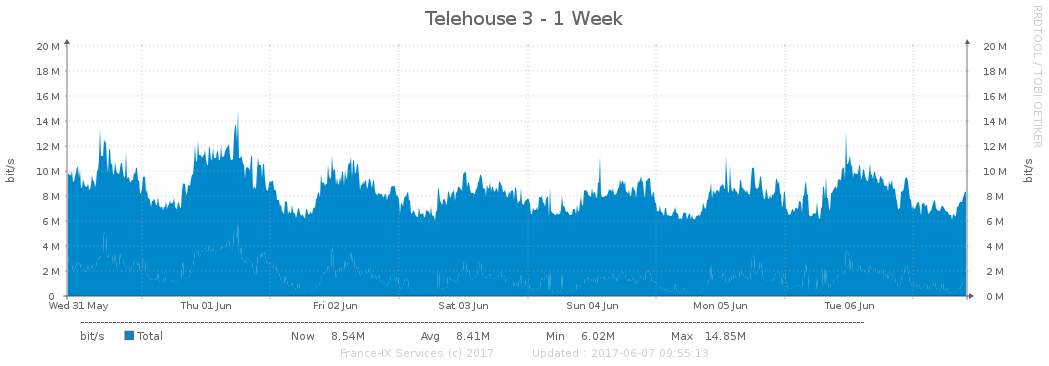 Telehouse 3 - 1 Week
RRDTOOL / TOBI OETIKER
bit/s
20 M 20 M
18 M 18 M
16 M 16 M
14 M 14 M
12 M 12 M
10 M 10 M
8 M 8 M
6 M 6 M
4 M 4 M
2 M 2 M
0 0 M
bit/s
Wed 31 May Thu 01 Jun Fri 02 Jun Sat 03 Jun Sun 04 Jun Mon 05 Jun Tue 06 Jun
bit/s Total Now 8.54M Avg 8.41M Min 6.02M Max 14.85M
France-IX Services (c) 2017 Updated : 2017-06-07 09:55:13